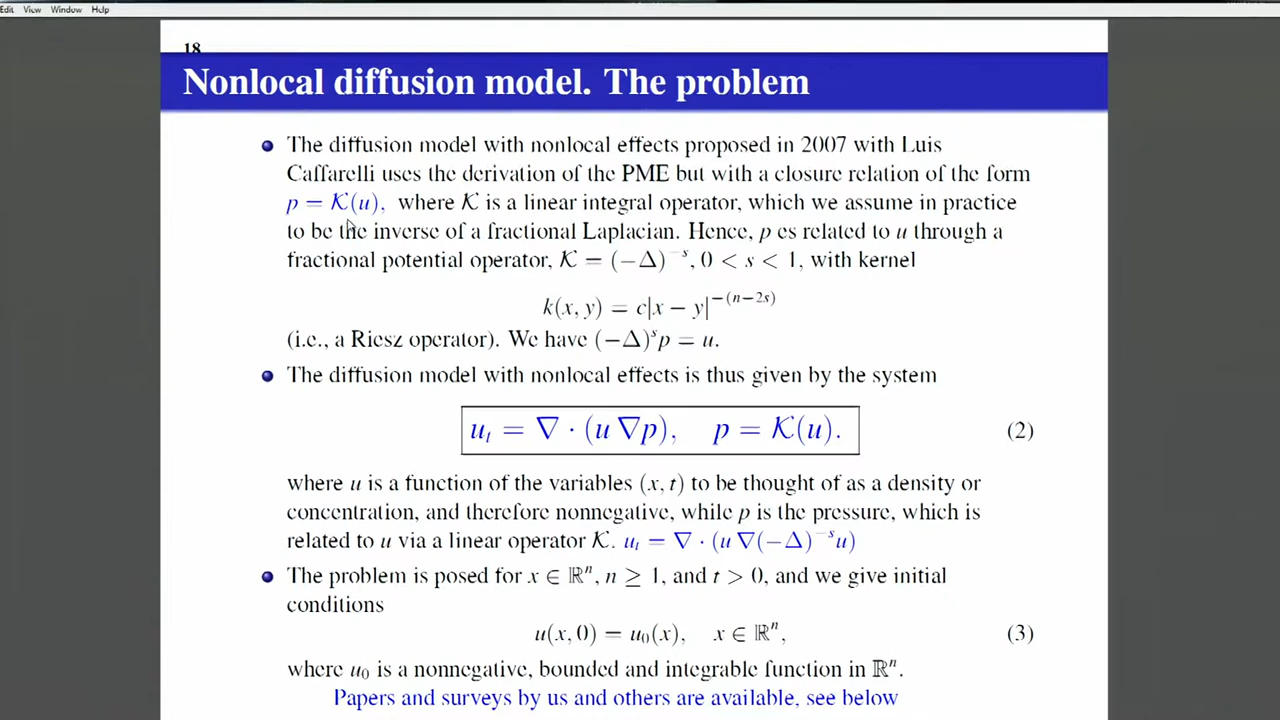 Edit View Window Help
18
Nonlocal diffusion model. The problem
The diffusion model with nonlocal effects proposed in 2007 with Luis
Caffarelli uses the derivation of the PME but with a closure relation of the form
p = 𝒦(u), where 𝒦 is a linear integral operator, which we assume in practice
to be the inverse of a fractional Laplacian. Hence, p es related to u through a
fractional potential operator, 𝒦 = (−Δ)^{−s}, 0 < s < 1, with kernel
k(x, y) = c|x − y|^{−(n−2s)}
(i.e., a Riesz operator). We have (−Δ)^s p = u.
The diffusion model with nonlocal effects is thus given by the system
u_t = ∇ · (u ∇p), p = 𝒦(u). (2)
where u is a function of the variables (x, t) to be thought of as a density or
concentration, and therefore nonnegative, while p is the pressure, which is
related to u via a linear operator 𝒦. u_t = ∇ · (u ∇(−Δ)^{−s}u)
The problem is posed for x ∈ ℝ^n, n ≥ 1, and t > 0, and we give initial
conditions
u(x, 0) = u_0(x), x ∈ ℝ^n, (3)
where u_0 is a nonnegative, bounded and integrable function in ℝ^n.
Papers and surveys by us and others are available, see below